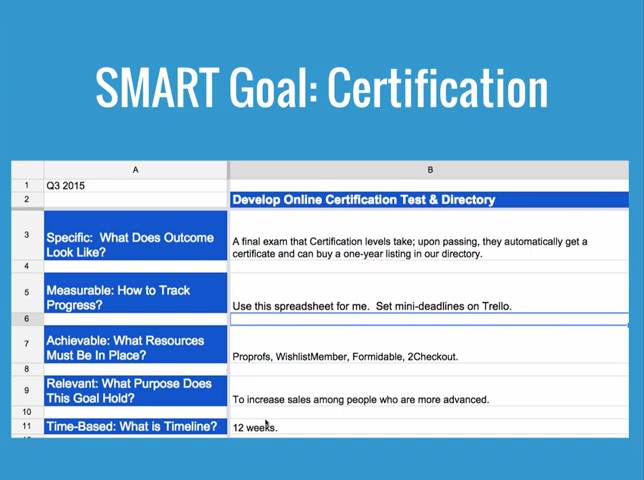 SMART Goal: Certification
A B
1 Q3 2015
2 Develop Online Certification Test & Directory
3 Specific: What Does Outcome
Look Like?
A final exam that Certification levels take; upon passing, they automatically get a
certificate and can buy a one-year listing in our directory.
4
5 Measurable: How to Track
Progress?
Use this spreadsheet for me. Set mini-deadlines on Trello.
6
7 Achievable: What Resources
Must Be In Place?
Proprofs, WishlistMember, Formidable, 2Checkout.
8
9 Relevant: What Purpose Does
This Goal Hold?
To increase sales among people who are more advanced.
10
11 Time-Based: What is Timeline? 12 weeks.